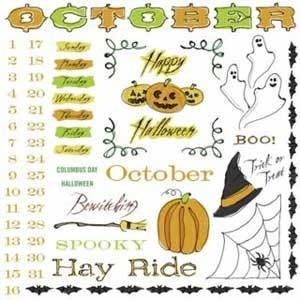 OCTOBER
1 17 Sunday
2 18 Monday
3 19 Tuesday
4 20 Wednesday
5 21 Thursday
6 22 Friday
7 23 Saturday
8 24
9 25
10 26
11 27
12 28
13 29
14 30
15 31
16
Happy
Halloween
BOO!
Trick or
Treat
COLUMBUS DAY
HALLOWEEN
October
Bewitching
SPOOKY
Hay Ride